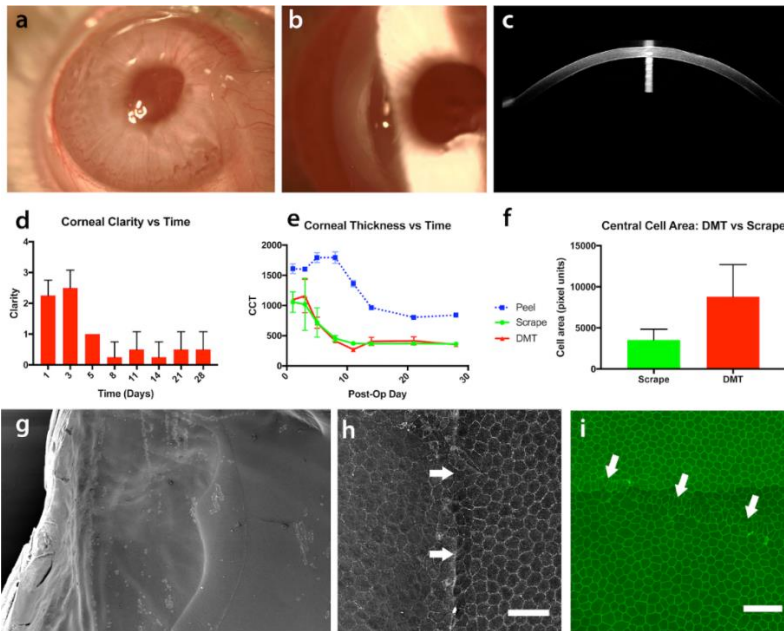 a
b
c
d
Corneal Clarity vs Time
Clarity
3
2
1
0
1 3 5 8 11 14 21 28
Time (Days)
e
Corneal Thickness vs Time
CCT
2000
1500
1000
500
0
0 10 20 30
Post-Op Day
Peel
Scrape
DMT
f
Central Cell Area: DMT vs Scrape
Cell area (pixel units)
15000
10000
5000
0
Scrape DMT
g
h
i